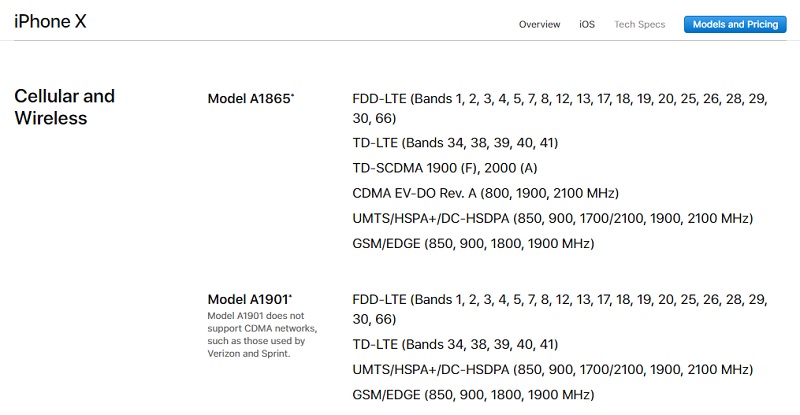 iPhone X
Overview
iOS
Tech Specs
Models and Pricing
Cellular and
Wireless
Model A1865*
FDD-LTE (Bands 1, 2, 3, 4, 5, 7, 8, 12, 13, 17, 18, 19, 20, 25, 26, 28, 29,
30, 66)
TD-LTE (Bands 34, 38, 39, 40, 41)
TD-SCDMA 1900 (F), 2000 (A)
CDMA EV-DO Rev. A (800, 1900, 2100 MHz)
UMTS/HSPA+/DC-HSDPA (850, 900, 1700/2100, 1900, 2100 MHz)
GSM/EDGE (850, 900, 1800, 1900 MHz)
Model A1901*
Model A1901 does not
support CDMA networks,
such as those used by
Verizon and Sprint.
FDD-LTE (Bands 1, 2, 3, 4, 5, 7, 8, 12, 13, 17, 18, 19, 20, 25, 26, 28, 29,
30, 66)
TD-LTE (Bands 34, 38, 39, 40, 41)
UMTS/HSPA+/DC-HSDPA (850, 900, 1700/2100, 1900, 2100 MHz)
GSM/EDGE (850, 900, 1800, 1900 MHz)